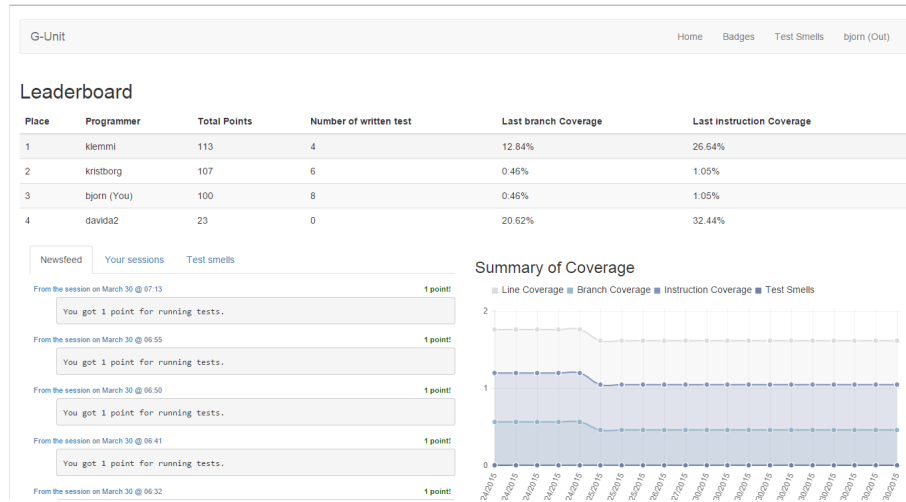 G-Unit Home Badges Test Smells bjorn (Out)
Leaderboard
Place Programmer Total Points Number of written test Last branch Coverage Last instruction Coverage
1 klemmi 113 4 12.84% 26.64%
2 kristborg 107 6 0:46% 1:05%
3 bjorn (You) 100 8 0:46% 1:05%
4 davida2 23 0 20.62% 32.44%
Newsfeed Your sessions Test smells
From the session on March 30 @ 07:13 1 point!
You got 1 point for running tests.
From the session on March 30 @ 06:55 1 point!
You got 1 point for running tests.
From the session on March 30 @ 06:50 1 point!
You got 1 point for running tests.
From the session on March 30 @ 06:41 1 point!
You got 1 point for running tests.
From the session on March 30 @ 06:32 1 point!
Summary of Coverage
Line Coverage Branch Coverage Instruction Coverage Test Smells
2
1
0